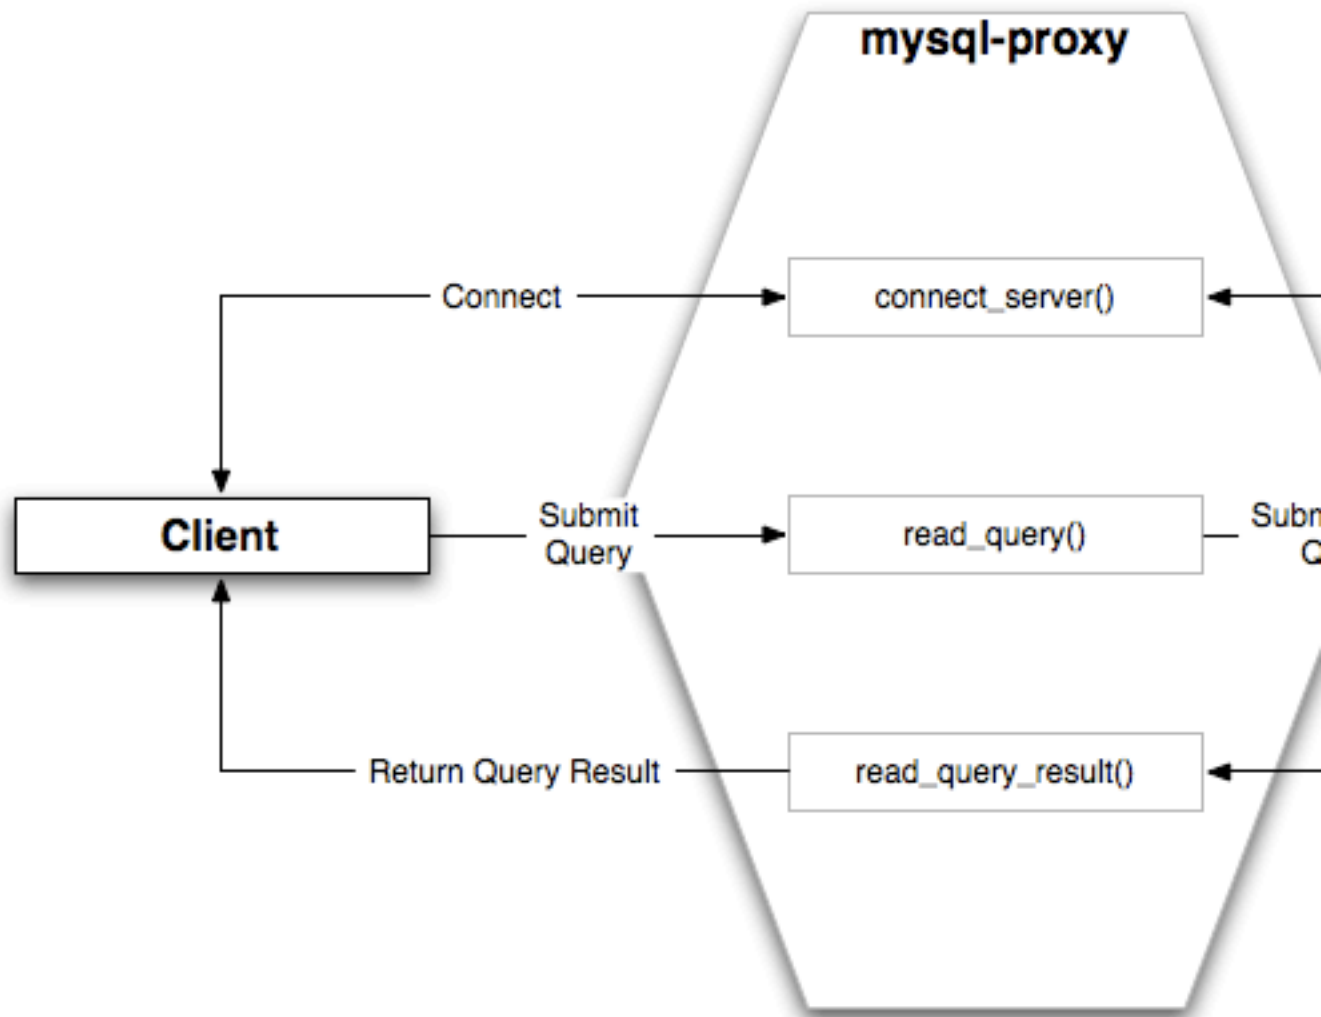 mysql-proxy
Connect
connect_server()
Client
Submit
Query
read_query()
Return Query Result
read_query_result()